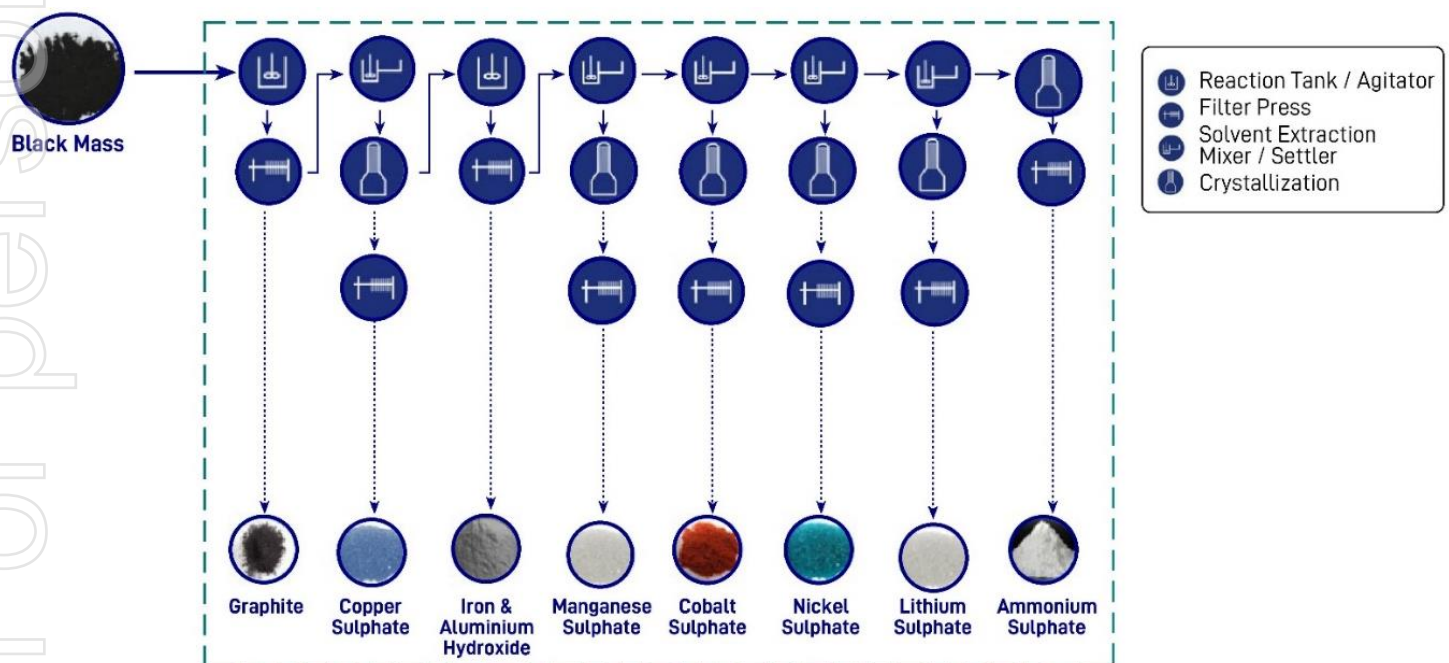 Black Mass
Reaction Tank / Agitator
Filter Press
Solvent Extraction
Mixer / Settler
Crystallization
Graphite
Copper
Sulphate
Iron &
Aluminium
Hydroxide
Manganese
Sulphate
Cobalt
Sulphate
Nickel
Sulphate
Lithium
Sulphate
Ammonium
Sulphate